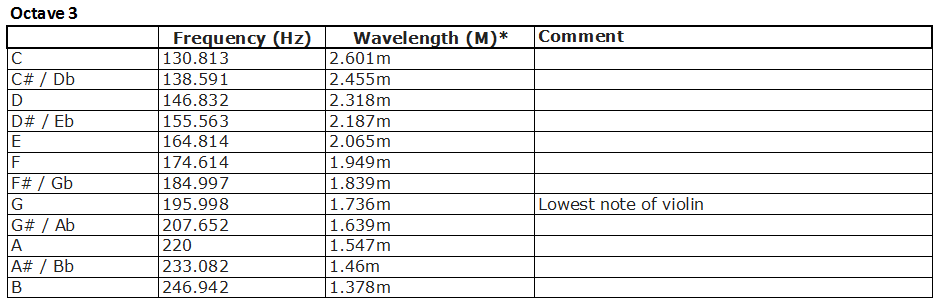 Octave 3
Frequency (Hz) Wavelength (M)* Comment
C 130.813 2.601m
C# / Db 138.591 2.455m
D 146.832 2.318m
D# / Eb 155.563 2.187m
E 164.814 2.065m
F 174.614 1.949m
F# / Gb 184.997 1.839m
G 195.998 1.736m Lowest note of violin
G# / Ab 207.652 1.639m
A 220 1.547m
A# / Bb 233.082 1.46m
B 246.942 1.378m